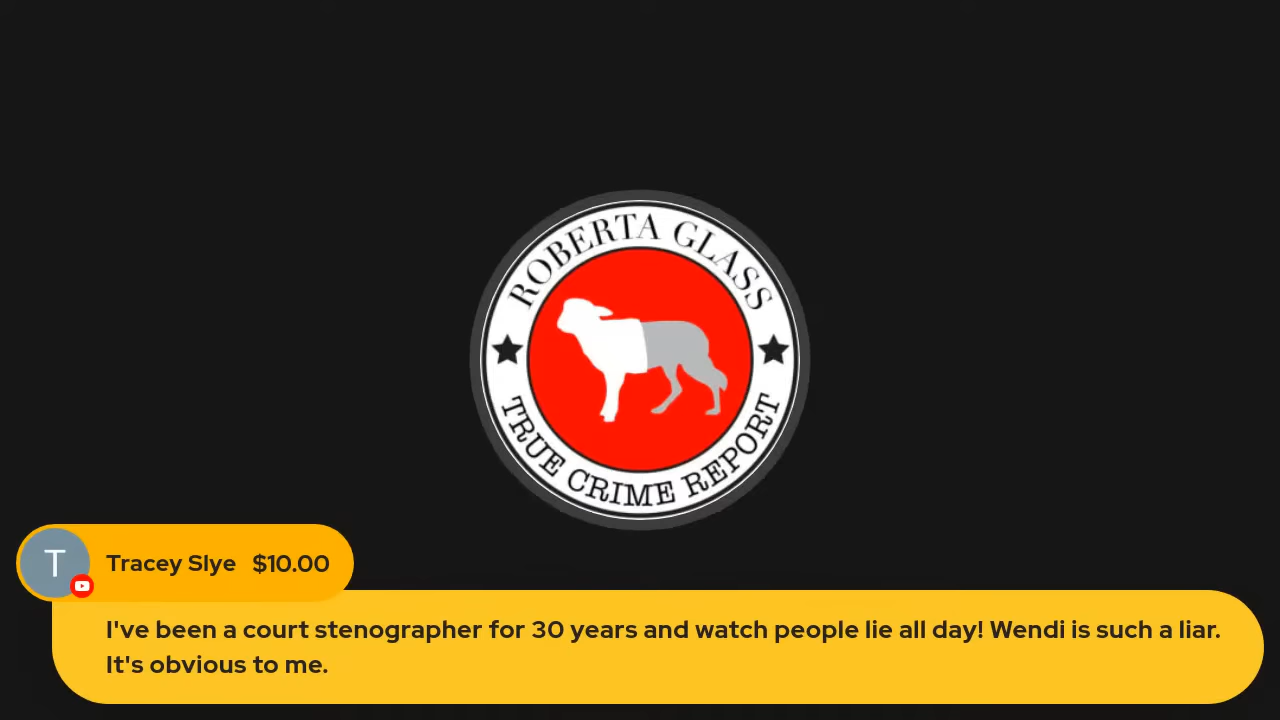 ROBERTA GLASS
TRUE CRIME REPORT
T
Tracey Slye $10.00
I've been a court stenographer for 30 years and watch people lie all day! Wendi is such a liar.
It's obvious to me.